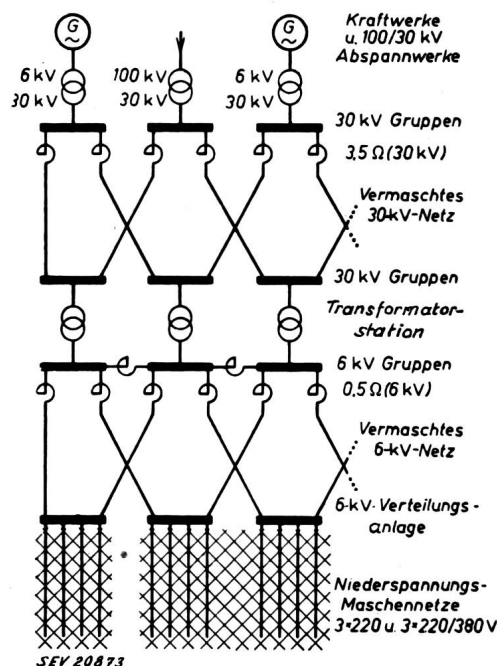 G
~
G
~
Kraftwerke
u. 100/30 kV
Abspannwerke
6 kV
30 kV
100 kV
30 kV
6 kV
30 kV
30 kV Gruppen
3,5 Ω (30 kV)
Vermaschtes
30-kV-Netz
30 kV Gruppen
Transformator-
station
6 kV Gruppen
0,5 Ω (6 kV)
Vermaschtes
6-kV-Netz
6-kV-Verteilungs-
anlage
Niederspannungs-
Maschennetze
3×220 u. 3×220/380 V
SEV 20873